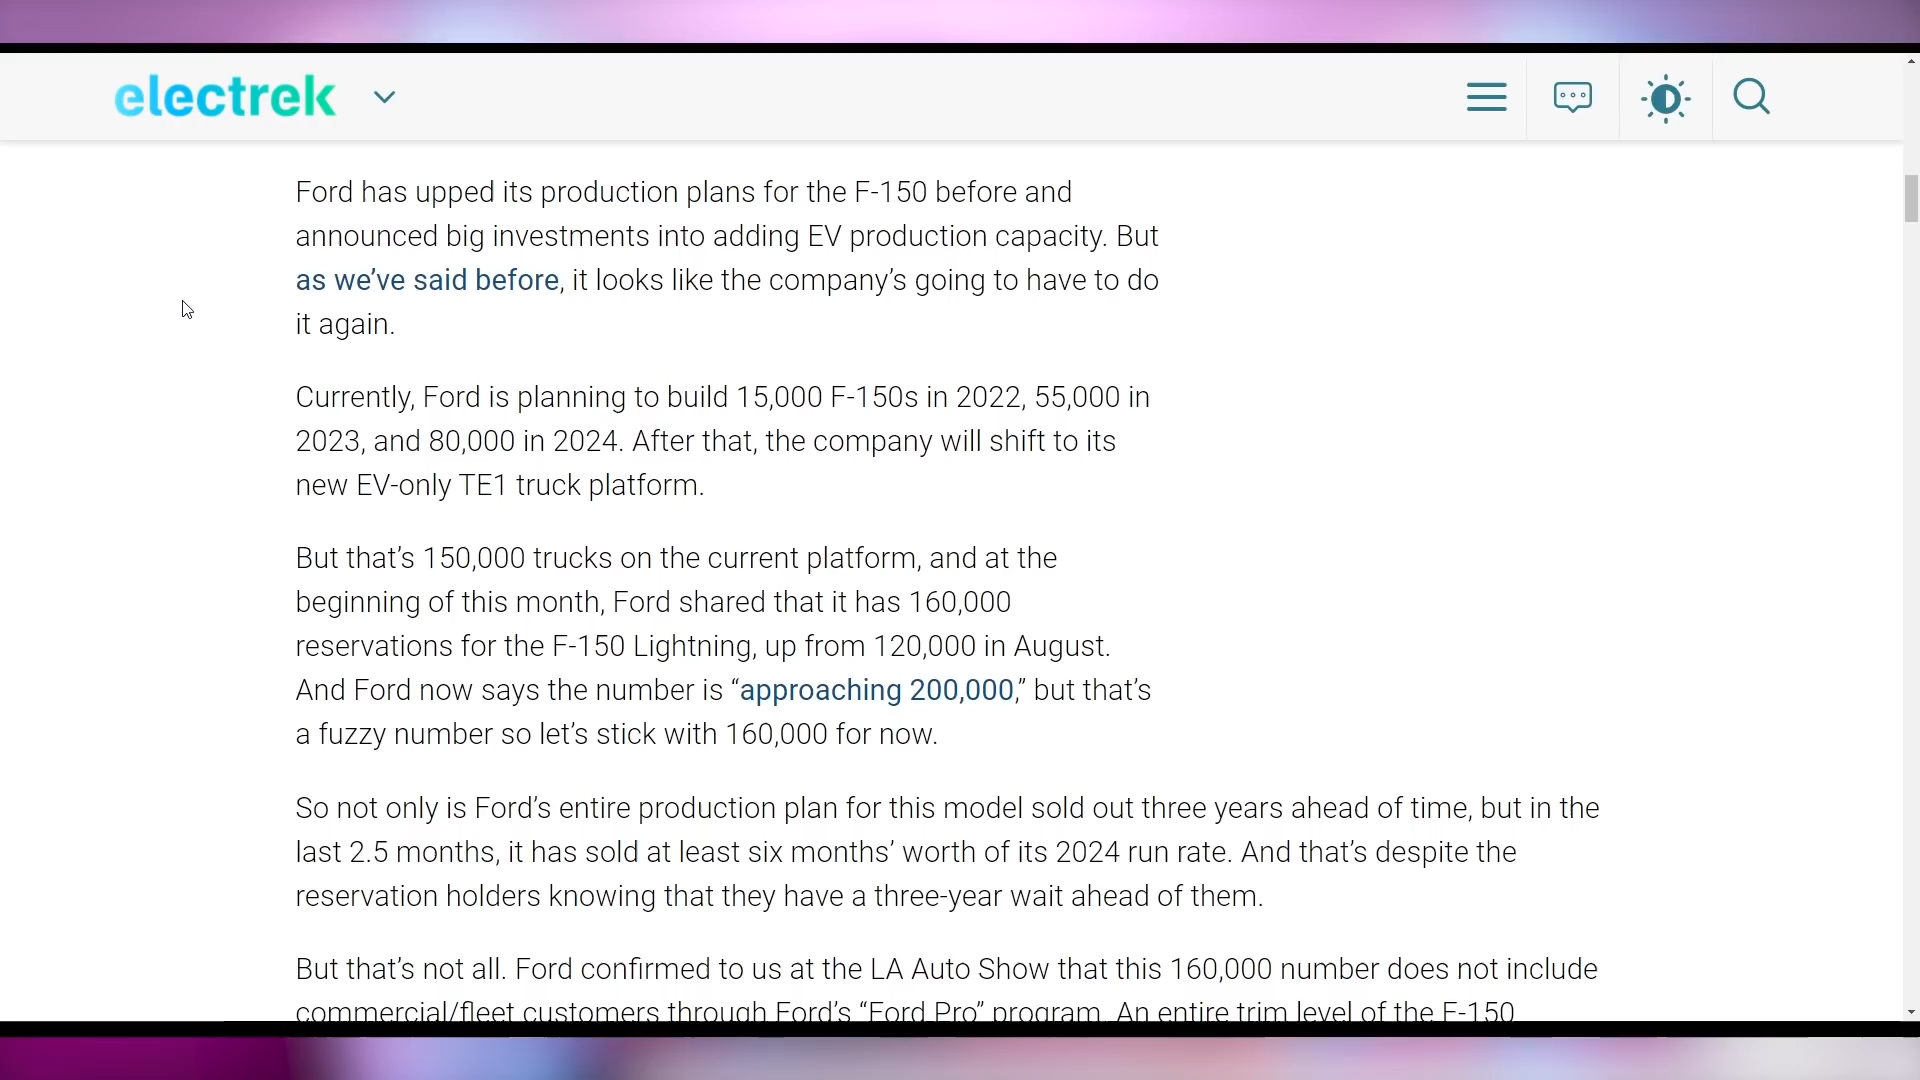 electrek
Ford has upped its production plans for the F-150 before and
announced big investments into adding EV production capacity. But
as we’ve said before, it looks like the company’s going to have to do
it again.
Currently, Ford is planning to build 15,000 F-150s in 2022, 55,000 in
2023, and 80,000 in 2024. After that, the company will shift to its
new EV-only TE1 truck platform.
But that’s 150,000 trucks on the current platform, and at the
beginning of this month, Ford shared that it has 160,000
reservations for the F-150 Lightning, up from 120,000 in August.
And Ford now says the number is “approaching 200,000,” but that’s
a fuzzy number so let’s stick with 160,000 for now.
So not only is Ford’s entire production plan for this model sold out three years ahead of time, but in the
last 2.5 months, it has sold at least six months’ worth of its 2024 run rate. And that’s despite the
reservation holders knowing that they have a three-year wait ahead of them.
But that’s not all. Ford confirmed to us at the LA Auto Show that this 160,000 number does not include
commercial/fleet customers through Ford’s “Ford Pro” program. An entire trim level of the F-150